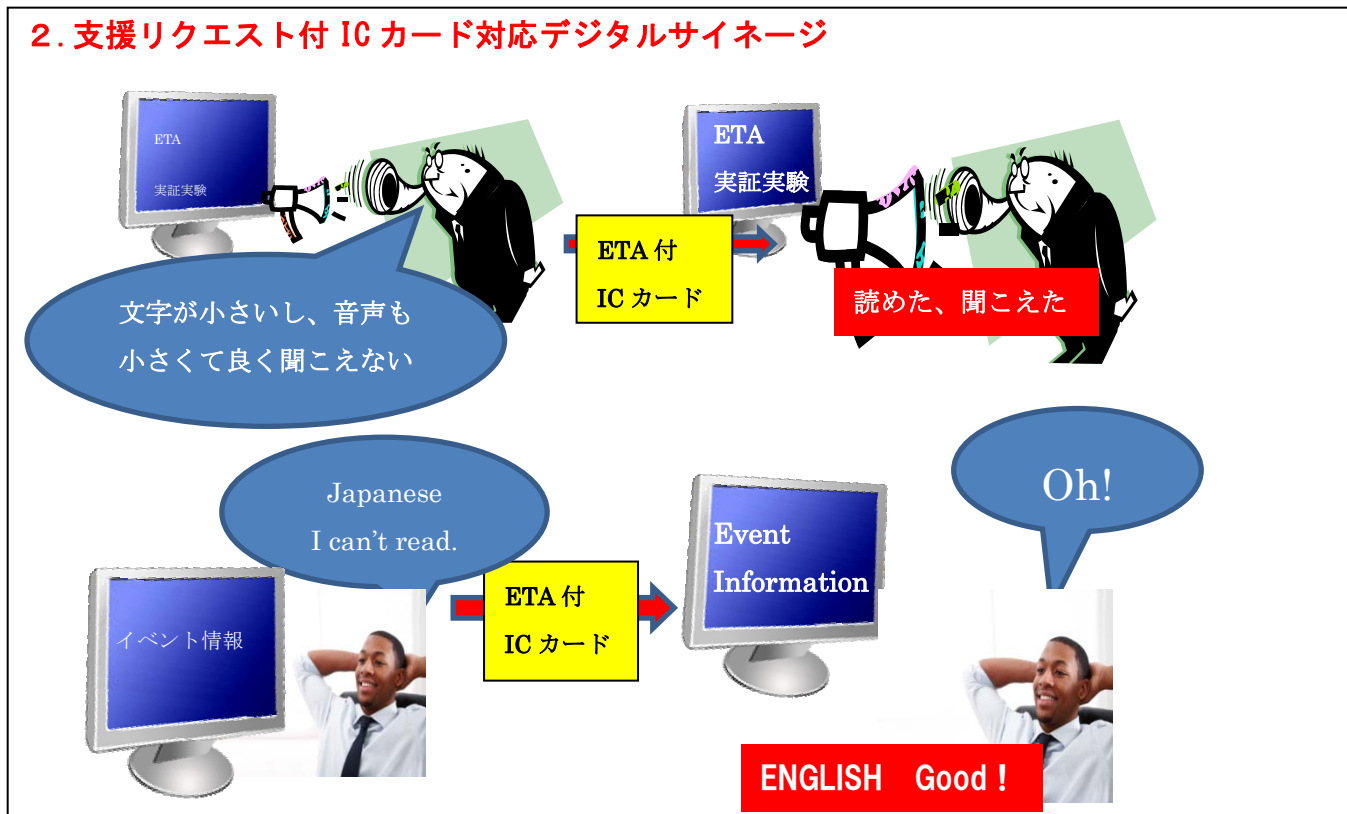 ２．支援リクエスト付 IC カード対応デジタルサイネージ
ETA
実証実験
文字が小さいし、音声も
小さくて良く聞こえない
ETA 付
IC カード
ETA
実証実験
読めた、聞こえた
イベント情報
Japanese
I can’t read.
ETA 付
IC カード
Event
Information
Oh!
ENGLISH　Good！